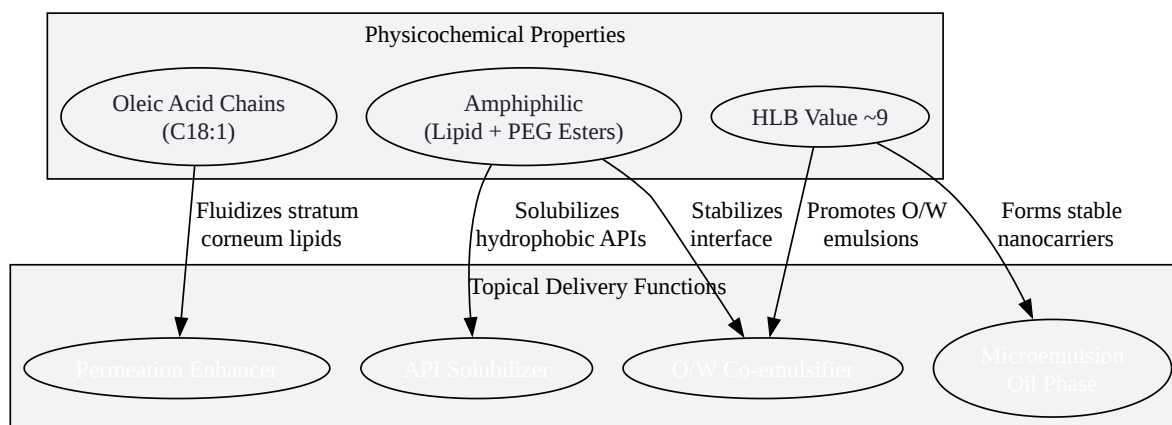 Physicochemical Properties
Oleic Acid Chains
(C18:1)
Amphiphilic
(Lipid + PEG Esters)
HLB Value ~9
Fluidizes stratum
corneum lipids
Solubilizes
hydrophobic APIs
Stabilizes
interface
Promotes O/W
emulsions
Forms stable
nanocarriers
Topical Delivery Functions
Permeation Enhancer
API Solubilizer
O/W Co-emulsifier
Microemulsion
Oil Phase